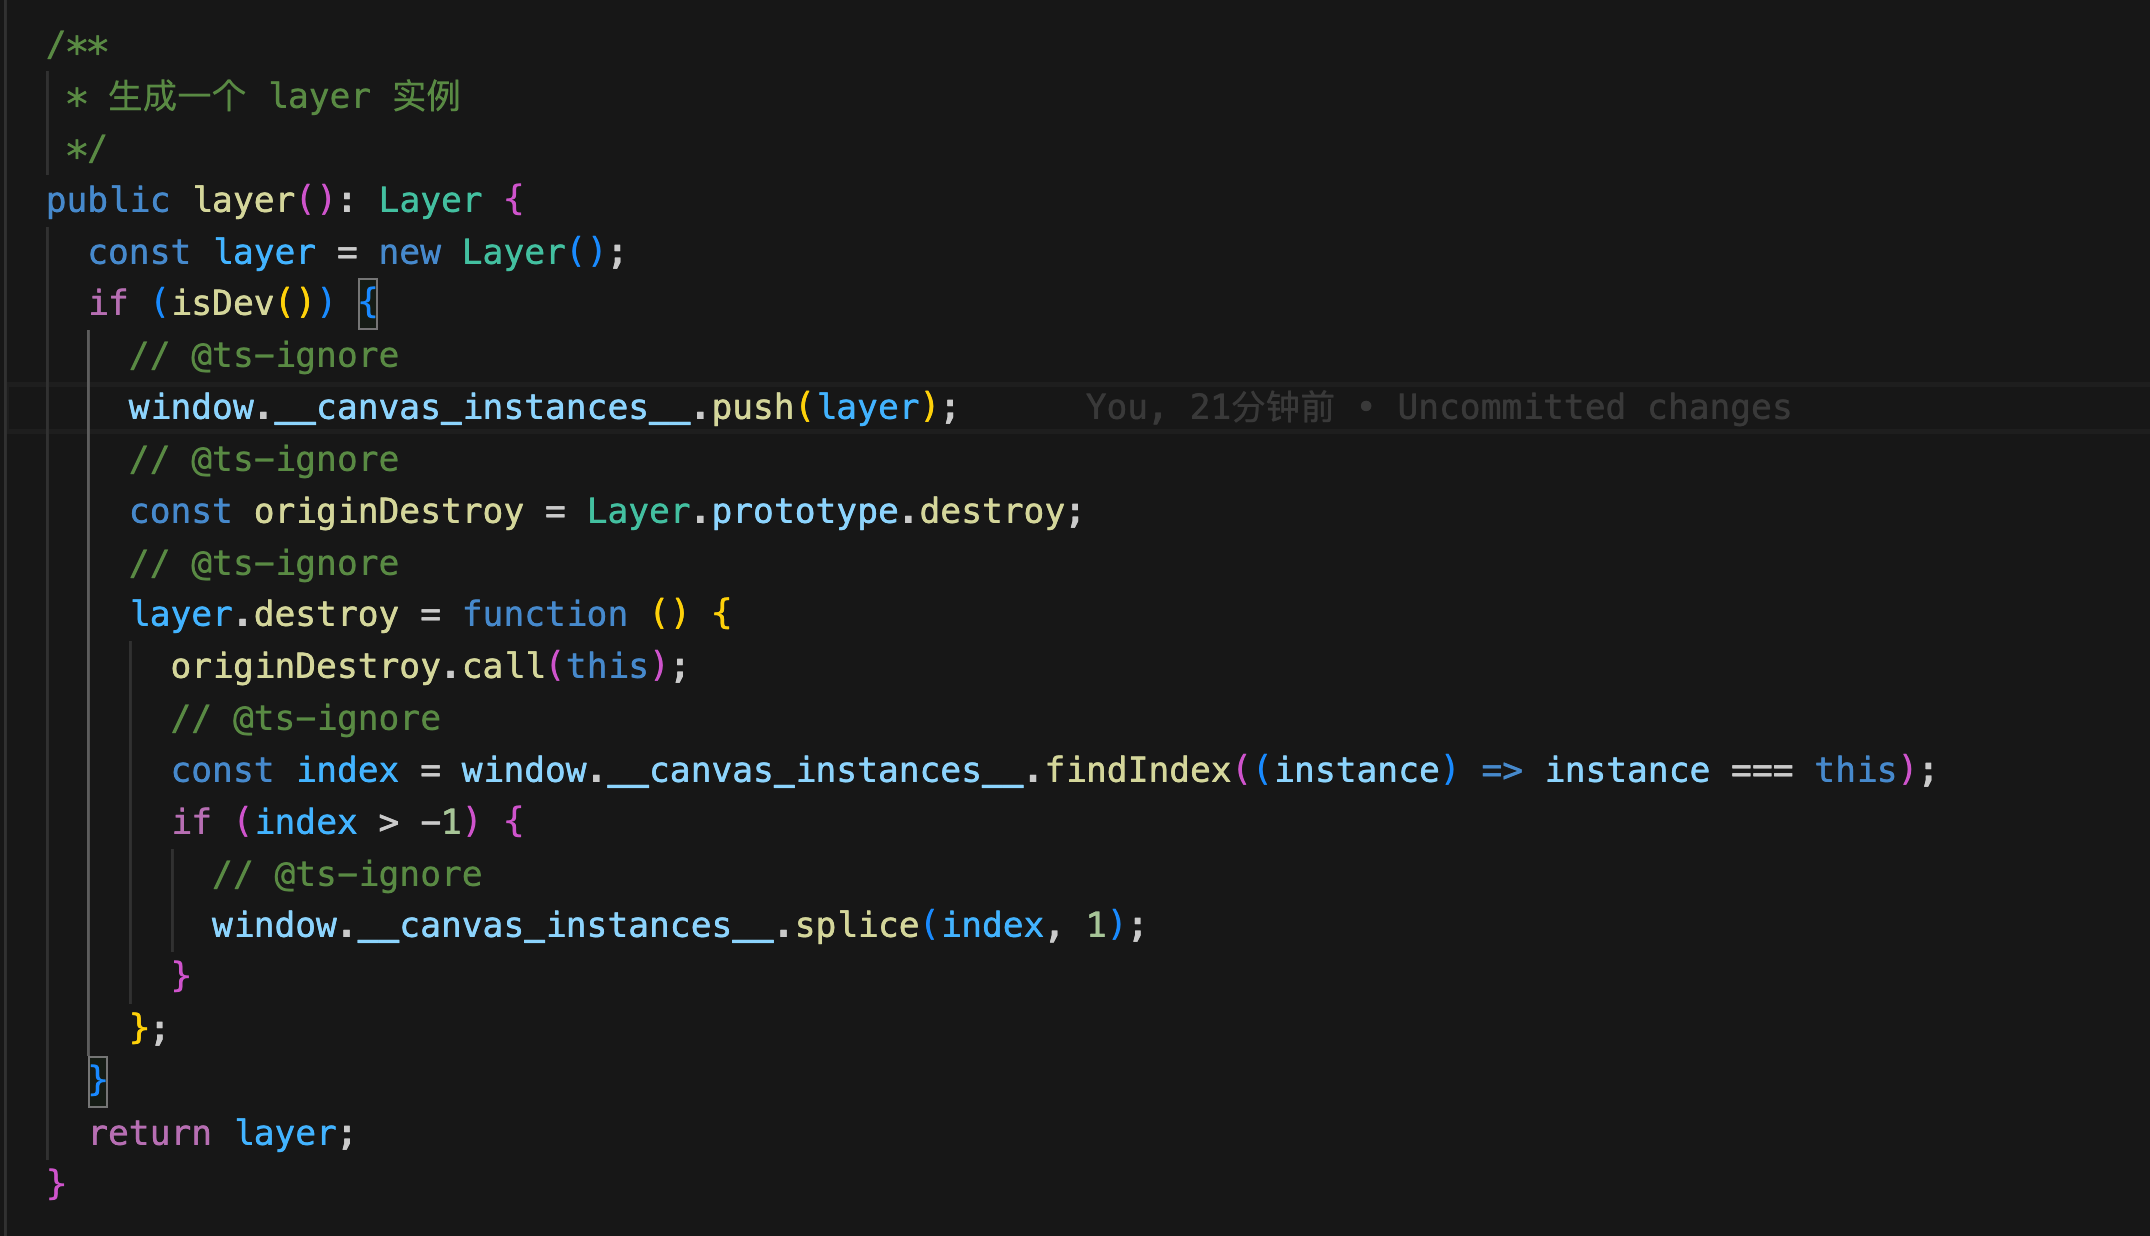 /**
 * 生成一个 layer 实例
 */
public layer(): Layer {
  const layer = new Layer();
  if (isDev()) {
    // @ts-ignore
    window.__canvas_instances__.push(layer);     You, 21分钟前 • Uncommitted changes
    // @ts-ignore
    const originDestroy = Layer.prototype.destroy;
    // @ts-ignore
    layer.destroy = function () {
      originDestroy.call(this);
      // @ts-ignore
      const index = window.__canvas_instances__.findIndex((instance) => instance === this);
      if (index > -1) {
        // @ts-ignore
        window.__canvas_instances__.splice(index, 1);
      }
    };
  }
  return layer;
}